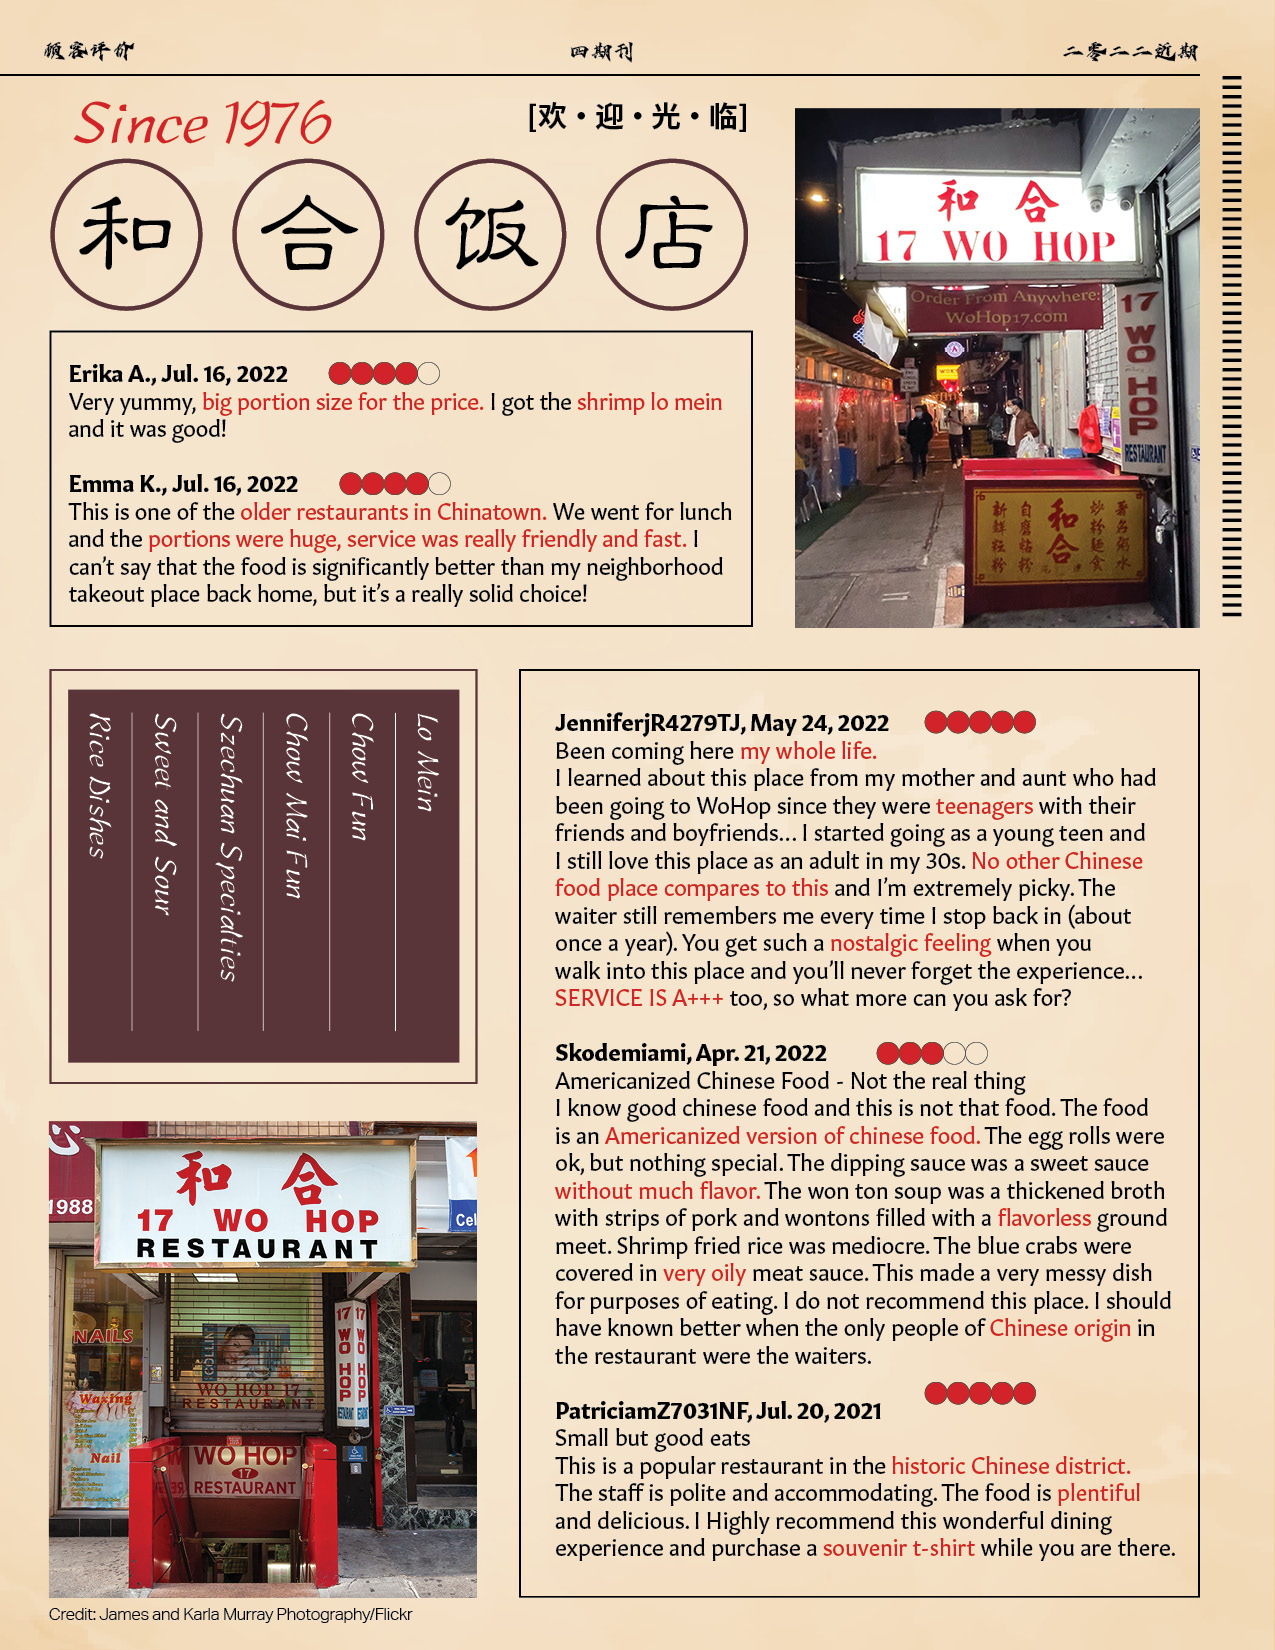 顾客评价
四期刊
二零二二近期
Since 1976
[欢·迎·光·临]
和合饭店
和 合
17 WO HOP
Order From Anywhere:
WoHop17.com
17 WO HOP RESTAURANT
和合
Erika A., Jul. 16, 2022
Very yummy, big portion size for the price. I got the shrimp lo mein
and it was good!
Emma K., Jul. 16, 2022
This is one of the older restaurants in Chinatown. We went for lunch
and the portions were huge, service was really friendly and fast. I
can’t say that the food is significantly better than my neighborhood
takeout place back home, but it’s a really solid choice!
Lo Mein
Chow Fun
Chow Mai Fun
Szechuan Specialties
Sweet and Sour
Rice Dishes
JenniferjR4279TJ, May 24, 2022
Been coming here my whole life.
I learned about this place from my mother and aunt who had
been going to WoHop since they were teenagers with their
friends and boyfriends... I started going as a young teen and
I still love this place as an adult in my 30s. No other Chinese
food place compares to this and I’m extremely picky. The
waiter still remembers me every time I stop back in (about
once a year). You get such a nostalgic feeling when you
walk into this place and you’ll never forget the experience...
SERVICE IS A+++ too, so what more can you ask for?
Skodemiami, Apr. 21, 2022
Americanized Chinese Food - Not the real thing
I know good chinese food and this is not that food. The food
is an Americanized version of chinese food. The egg rolls were
ok, but nothing special. The dipping sauce was a sweet sauce
without much flavor. The won ton soup was a thickened broth
with strips of pork and wontons filled with a flavorless ground
meet. Shrimp fried rice was mediocre. The blue crabs were
covered in very oily meat sauce. This made a very messy dish
for purposes of eating. I do not recommend this place. I should
have known better when the only people of Chinese origin in
the restaurant were the waiters.
PatriciamZ7031NF, Jul. 20, 2021
Small but good eats
This is a popular restaurant in the historic Chinese district.
The staff is polite and accommodating. The food is plentiful
and delicious. I Highly recommend this wonderful dining
experience and purchase a souvenir t-shirt while you are there.
心
1988
和 合
17 WO HOP
RESTAURANT
Cel
NAILS
Waxing
Nail
WO HOP 17
RESTAURANT
17 WO HOP
17 WO HOP
WO HOP
17
RESTAURANT
Credit: James and Karla Murray Photography/Flickr